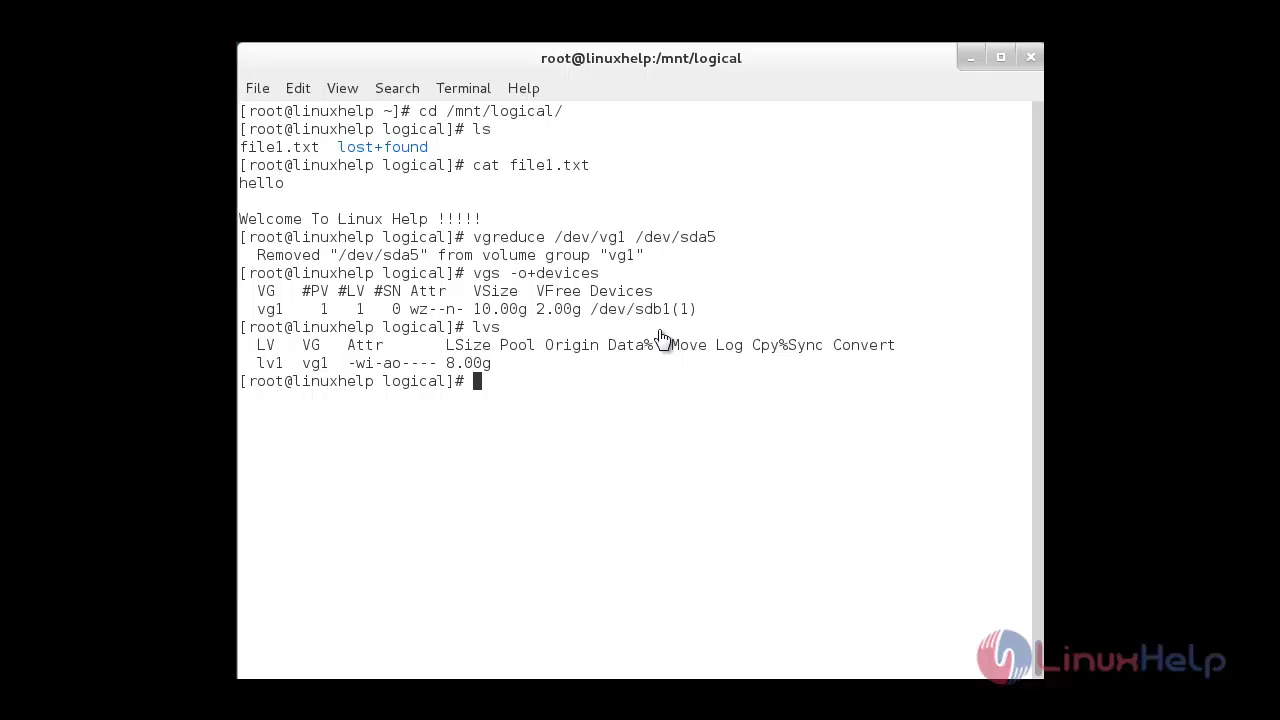 root@linuxhelp:/mnt/logical
File Edit View Search Terminal Help
[root@linuxhelp ~]# cd /mnt/logical/
[root@linuxhelp logical]# ls
file1.txt  lost+found
[root@linuxhelp logical]# cat file1.txt
hello
Welcome To Linux Help !!!!!
[root@linuxhelp logical]# vgreduce /dev/vg1 /dev/sda5
  Removed "/dev/sda5" from volume group "vg1"
[root@linuxhelp logical]# vgs -o+devices
  VG   #PV #LV #SN Attr   VSize  VFree Devices
  vg1    1   1   0 wz--n- 10.00g 2.00g /dev/sdb1(1)
[root@linuxhelp logical]# lvs
  LV   VG   Attr       LSize Pool Origin Data%  Move Log Cpy%Sync Convert
  lv1  vg1  -wi-ao---- 8.00g
[root@linuxhelp logical]#
LinuxHelp